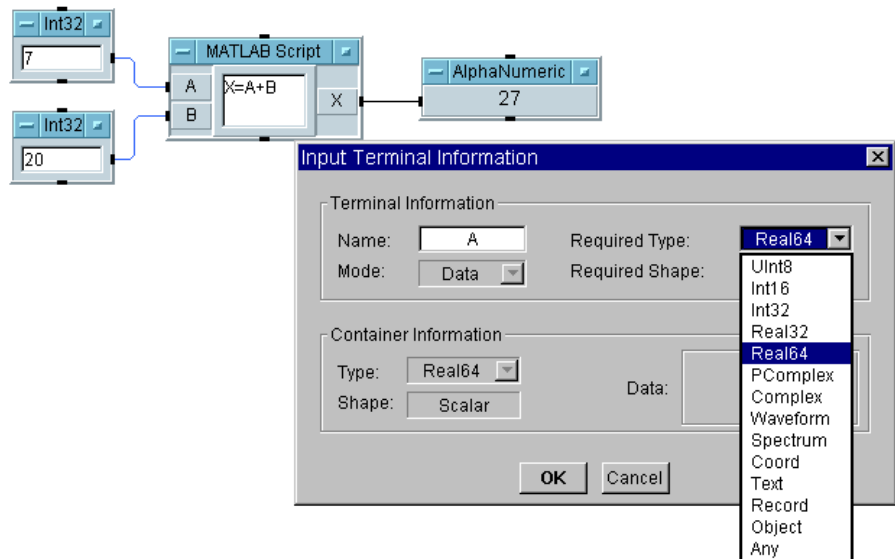 Int32
7
MATLAB Script
A
X=A+B
X
B
AlphaNumeric
27
Int32
20
Input Terminal Information
Terminal Information
Name: A
Required Type: Real64
Mode: Data
Required Shape:
UInt8
Int16
Int32
Real32
Real64
PComplex
Complex
Waveform
Spectrum
Coord
Text
Record
Object
Any
Container Information
Type: Real64
Shape: Scalar
Data:
OK Cancel